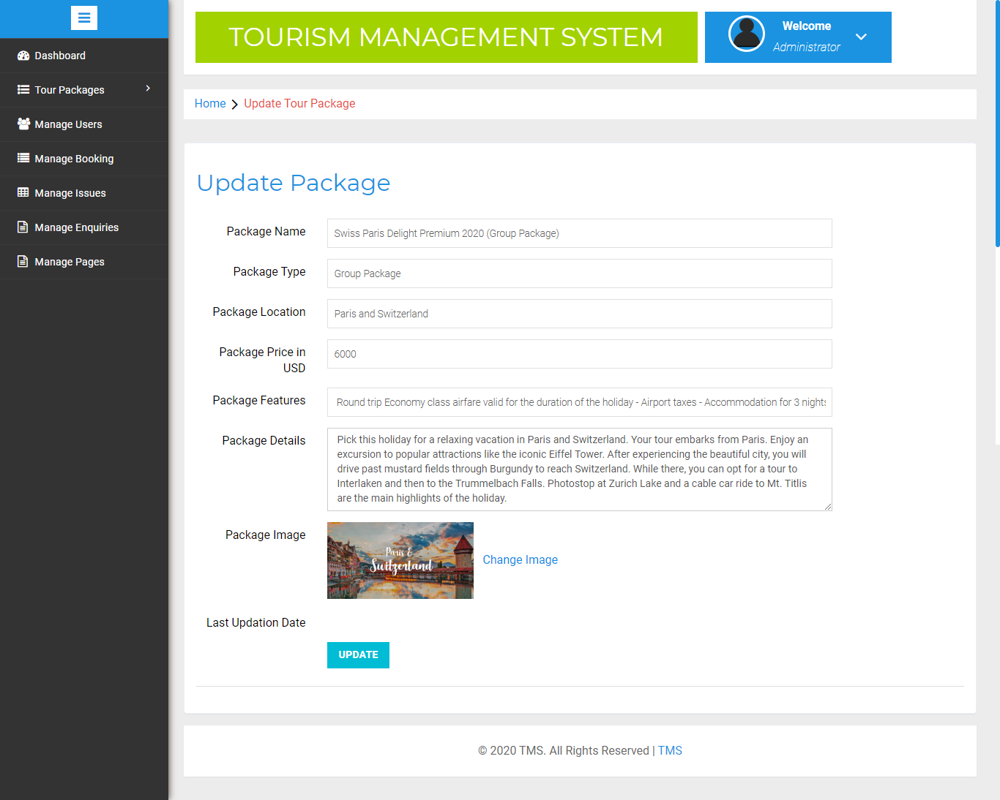 TOURISM MANAGEMENT SYSTEM
Welcome
Administrator
Dashboard
Tour Packages
Manage Users
Manage Booking
Manage Issues
Manage Enquiries
Manage Pages
Home
Update Tour Package
Update Package
Package Name
Swiss Paris Delight Premium 2020 (Group Package)
Package Type
Group Package
Package Location
Paris and Switzerland
Package Price in
USD
6000
Package Features
Round trip Economy class airfare valid for the duration of the holiday - Airport taxes - Accommodation for 3 nights
Package Details
Pick this holiday for a relaxing vacation in Paris and Switzerland. Your tour embarks from Paris. Enjoy an
excursion to popular attractions like the iconic Eiffel Tower. After experiencing the beautiful city, you will
drive past mustard fields through Burgundy to reach Switzerland. While there, you can opt for a tour to
Interlaken and then to the Trummelbach Falls. Photostop at Zurich Lake and a cable car ride to Mt. Titlis
are the main highlights of the holiday.
Package Image
Paris &
Switzerland
Change Image
Last Updation Date
UPDATE
© 2020 TMS. All Rights Reserved | TMS